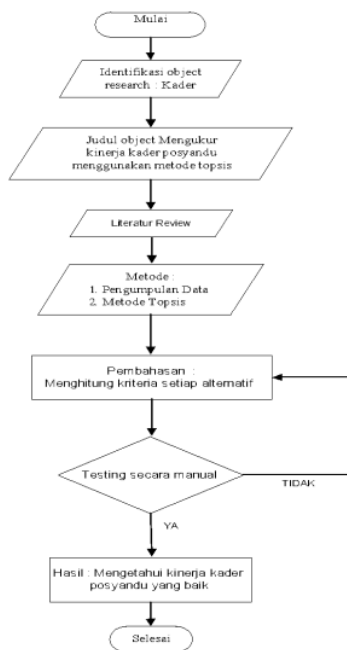 Mulai
Identifikasi object
research : Kader
Judul object Mengukur
kinerja kader posyandu
menggunakan metode topsis
Literatur Review
Metode :
1. Pengumpulan Data
2. Metode Topsis
Pembahasan :
Menghitung kriteria setiap alternatif
Testing secara manual
TIDAK
YA
Hasil : Mengetahui kinerja kader
posyandu yang baik
Selesai